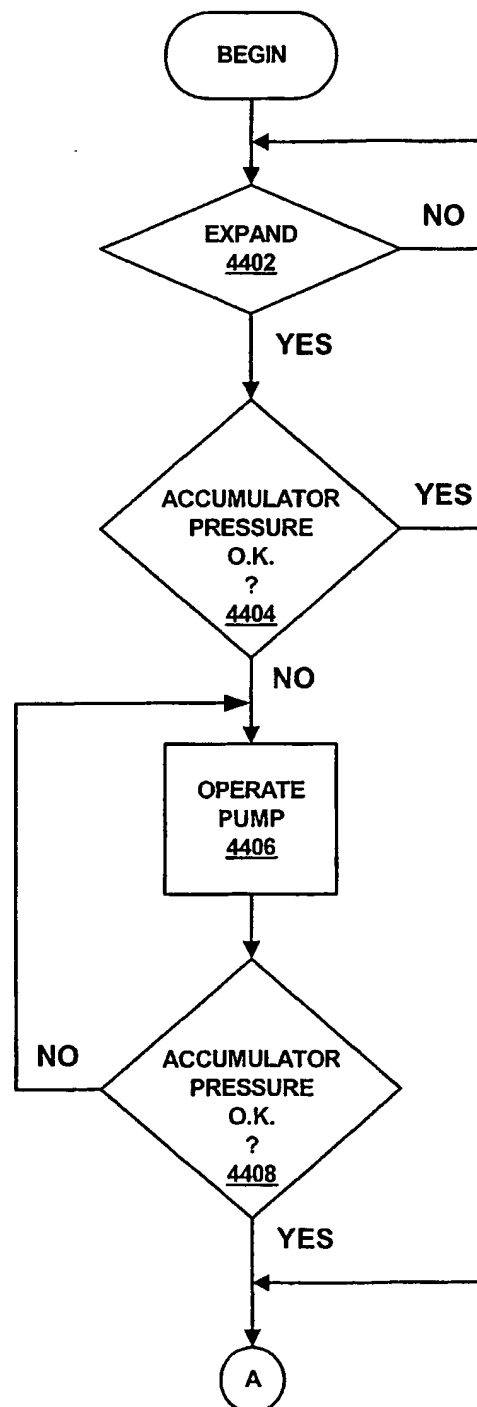 BEGIN
EXPAND
4402
NO
YES
ACCUMULATOR
PRESSURE
O.K.
?
4404
YES
NO
OPERATE
PUMP
4406
NO
ACCUMULATOR
PRESSURE
O.K.
?
4408
YES
A